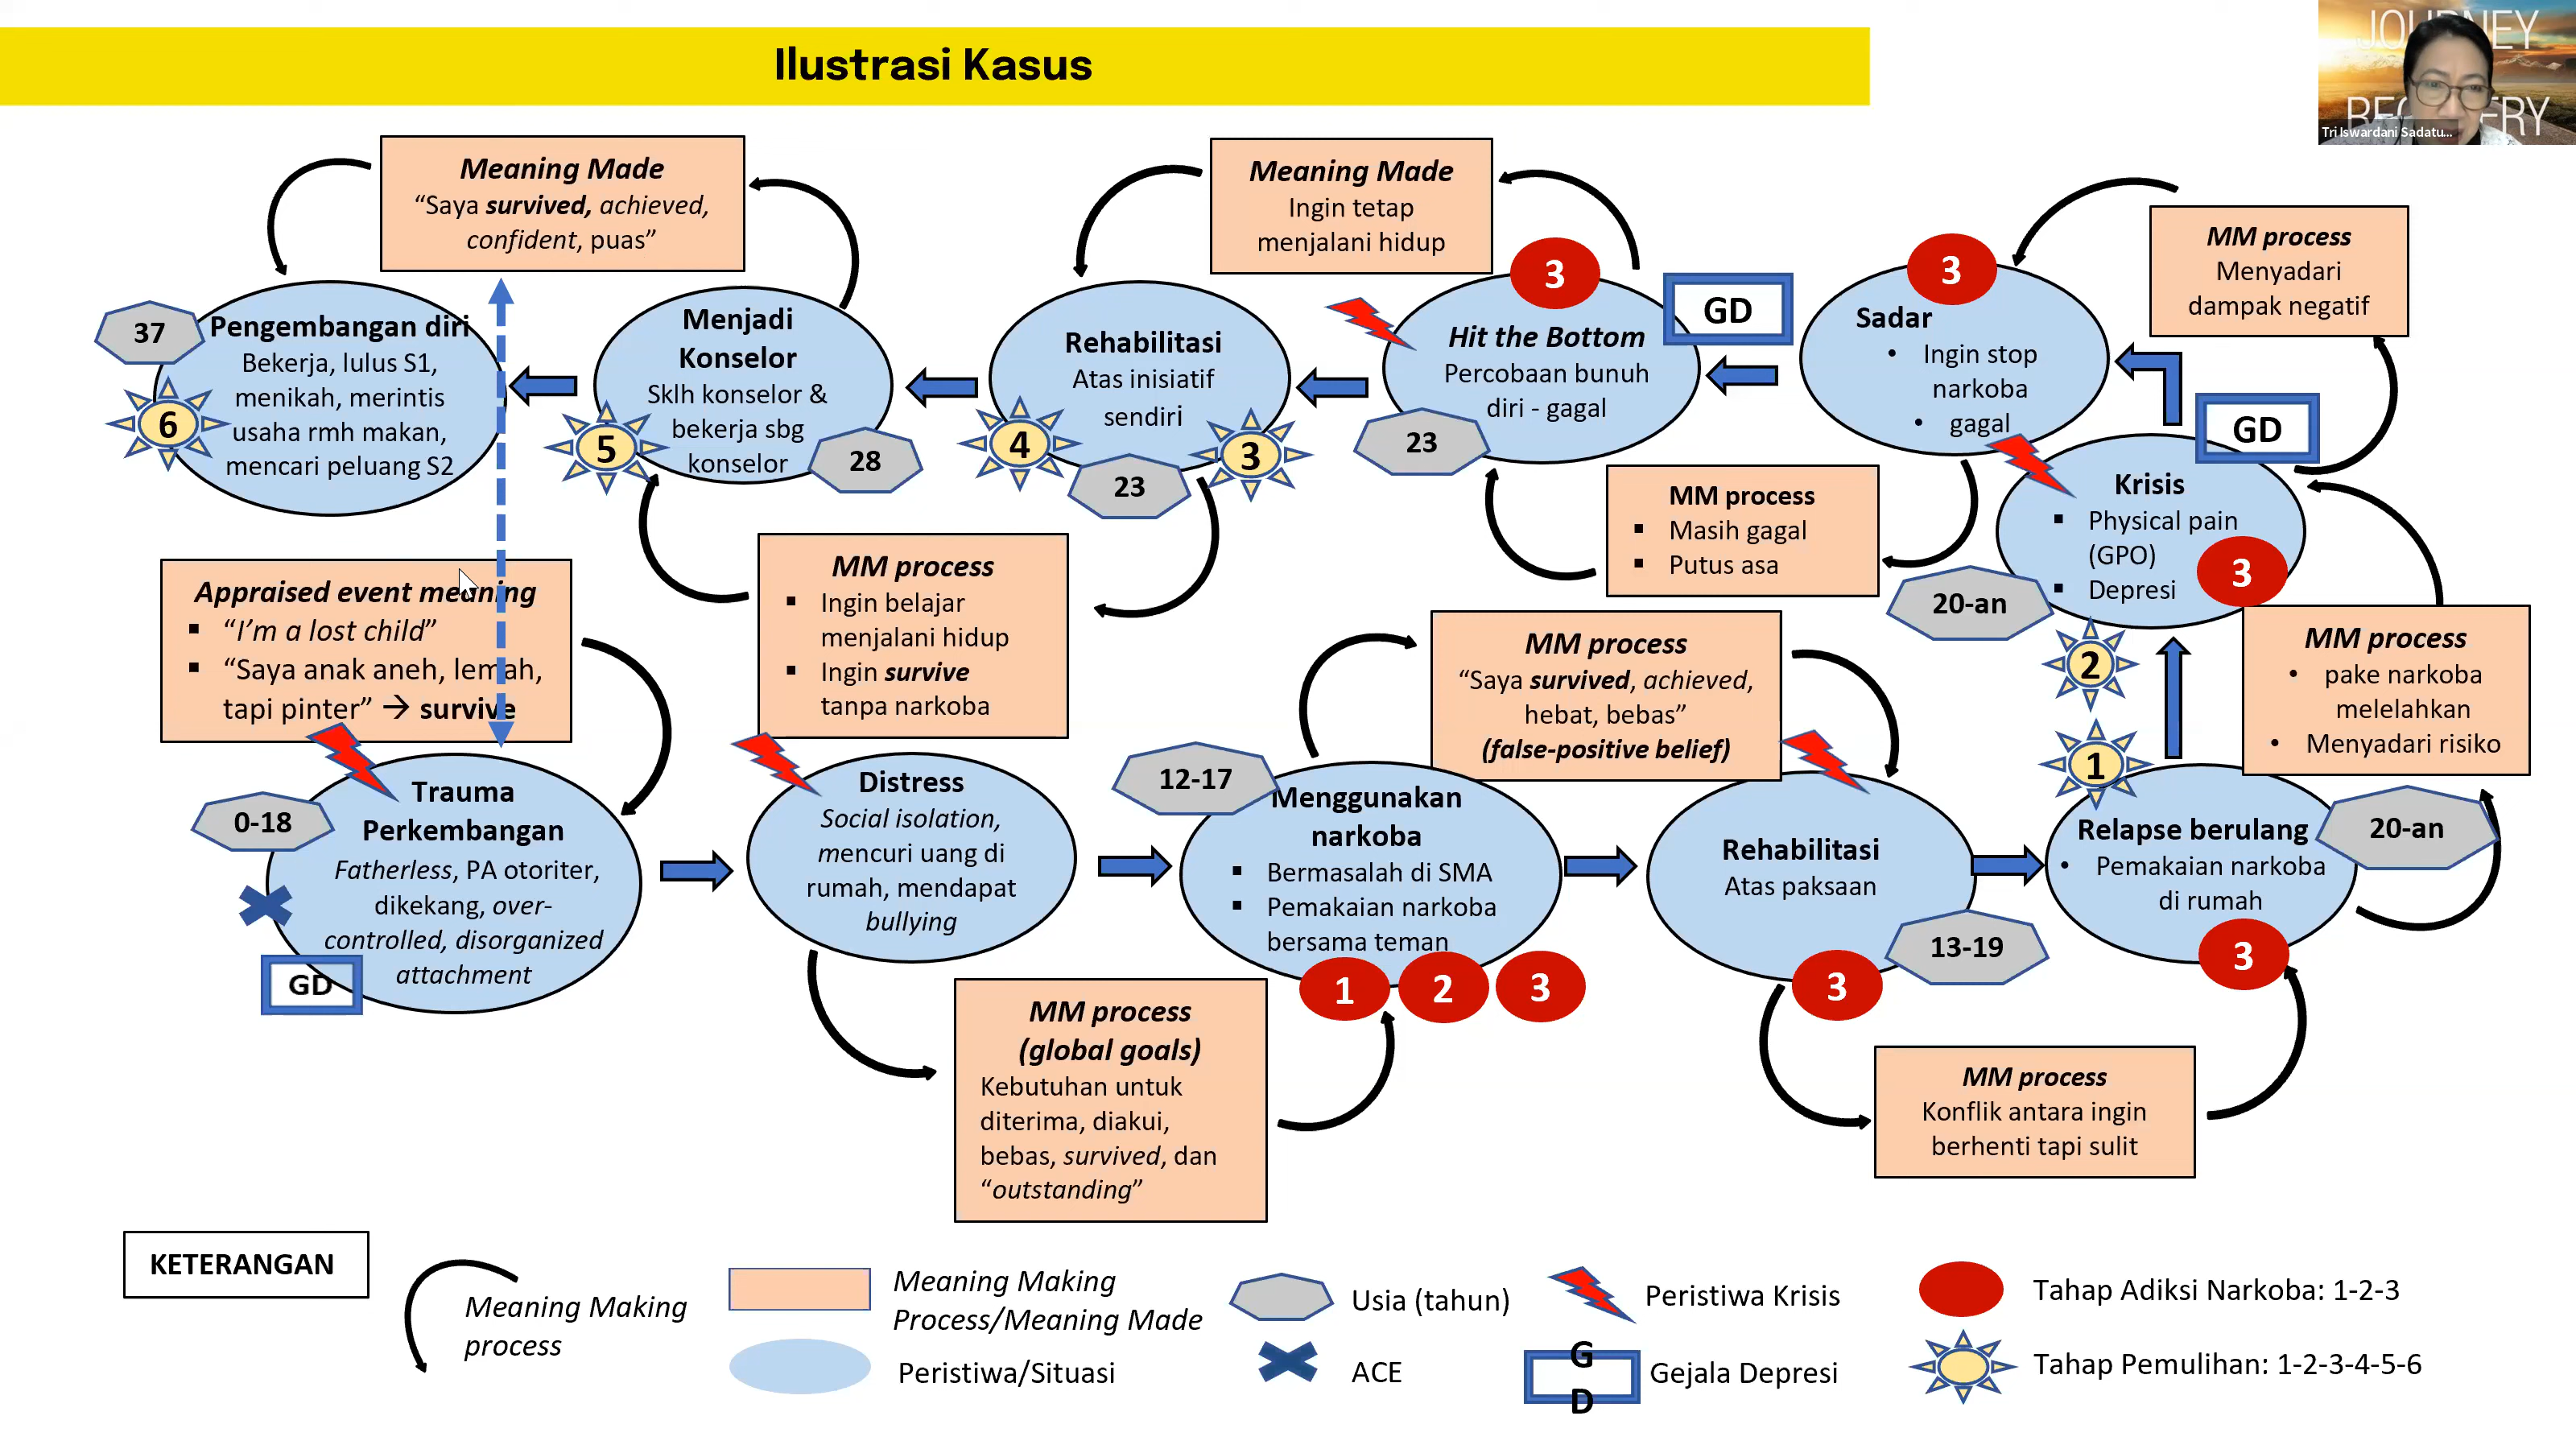 Ilustrasi Kasus
JOURNEY
RECOVERY
Tri Iswardani Sadatu...
Meaning Made
“Saya survived, achieved,
confident, puas”
Meaning Made
Ingin tetap
menjalani hidup
MM process
Menyadari
dampak negatif
37
Pengembangan diri
Bekerja, lulus S1,
menikah, merintis
usaha rmh makan,
mencari peluang S2
6
Menjadi
Konselor
Sklh konselor &
bekerja sbg
konselor
5
28
Rehabilitasi
Atas inisiatif
sendiri
4
23
3
3
Hit the Bottom
Percobaan bunuh
diri - gagal
GD
23
3
Sadar
• Ingin stop
narkoba
• gagal
GD
Krisis
▪ Physical pain
(GPO)
▪ Depresi
3
20-an
MM process
▪ Masih gagal
▪ Putus asa
MM process
▪ Ingin belajar
menjalani hidup
▪ Ingin survive
tanpa narkoba
Appraised event meaning
▪ “I’m a lost child”
▪ “Saya anak aneh, lemah,
tapi pinter” → survive
MM process
“Saya survived, achieved,
hebat, bebas”
(false-positive belief)
MM process
• pake narkoba
melelahkan
• Menyadari risiko
2
1
0-18
Trauma
Perkembangan
Fatherless, PA otoriter,
dikekang, over-
controlled, disorganized
attachment
GD
Distress
Social isolation,
mencuri uang di
rumah, mendapat
bullying
12-17
Menggunakan
narkoba
▪ Bermasalah di SMA
▪ Pemakaian narkoba
bersama teman
1
2
3
Rehabilitasi
Atas paksaan
13-19
3
Relapse berulang
• Pemakaian narkoba
di rumah
20-an
3
MM process
(global goals)
Kebutuhan untuk
diterima, diakui,
bebas, survived, dan
“outstanding”
MM process
Konflik antara ingin
berhenti tapi sulit
KETERANGAN
Meaning Making
process
Meaning Making
Process/Meaning Made
Peristiwa/Situasi
Usia (tahun)
ACE
Peristiwa Krisis
G
D
Gejala Depresi
Tahap Adiksi Narkoba: 1-2-3
Tahap Pemulihan: 1-2-3-4-5-6